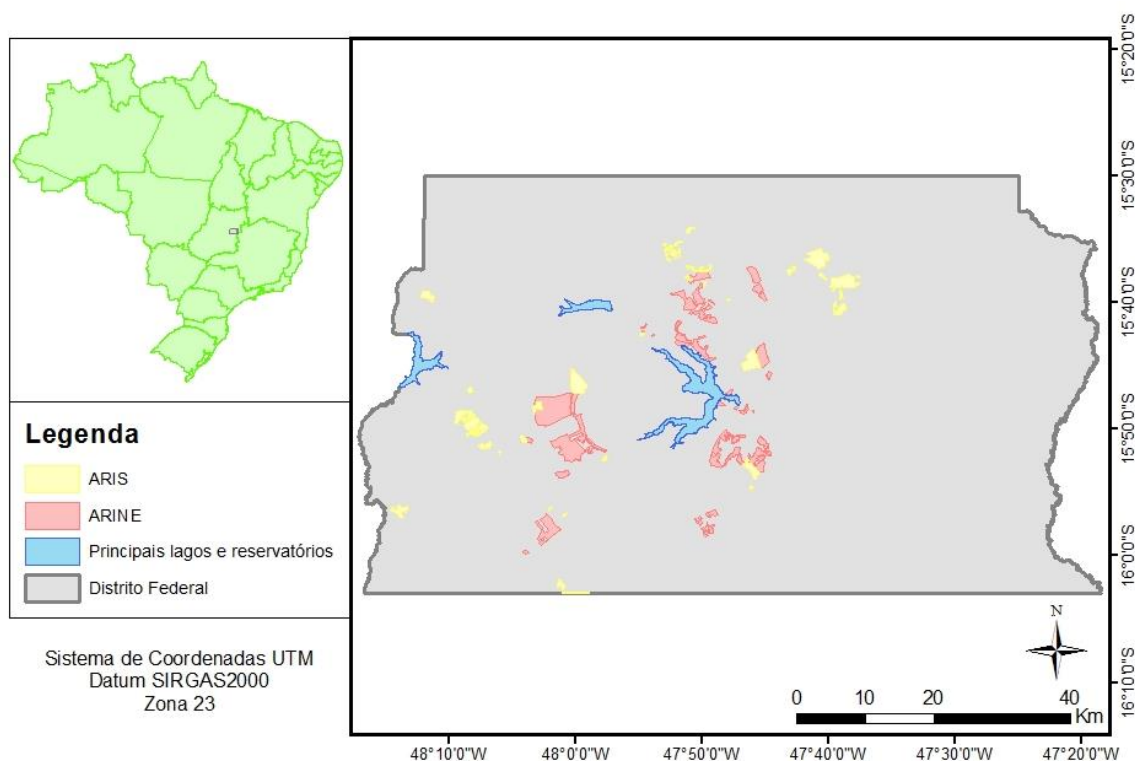 Legenda
ARIS
ARINE
Principais lagos e reservatórios
Distrito Federal
Sistema de Coordenadas UTM
Datum SIRGAS2000
Zona 23
15°20'0"S
15°30'0"S
15°40'0"S
15°50'0"S
16°0'0"S
16°10'0"S
N
0 10 20 40
Km
48°10'0"W 48°0'0"W 47°50'0"W 47°40'0"W 47°30'0"W 47°20'0"W